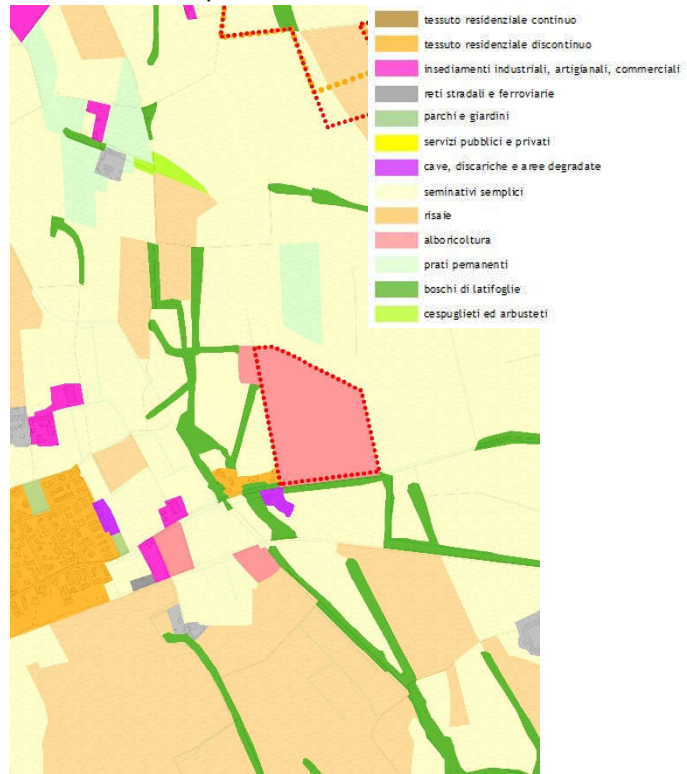 tessuto residenziale continuo
tessuto residenziale discontinuo
insediamenti industriali, artigianali, commerciali
reti stradali e ferroviarie
parchi e giardini
servizi pubblici e privati
cave, discariche e aree degradate
seminativi semplici
risaie
alboricoltura
prati pemanenti
boschi di latifoglie
cespuglieti ed arbusteti